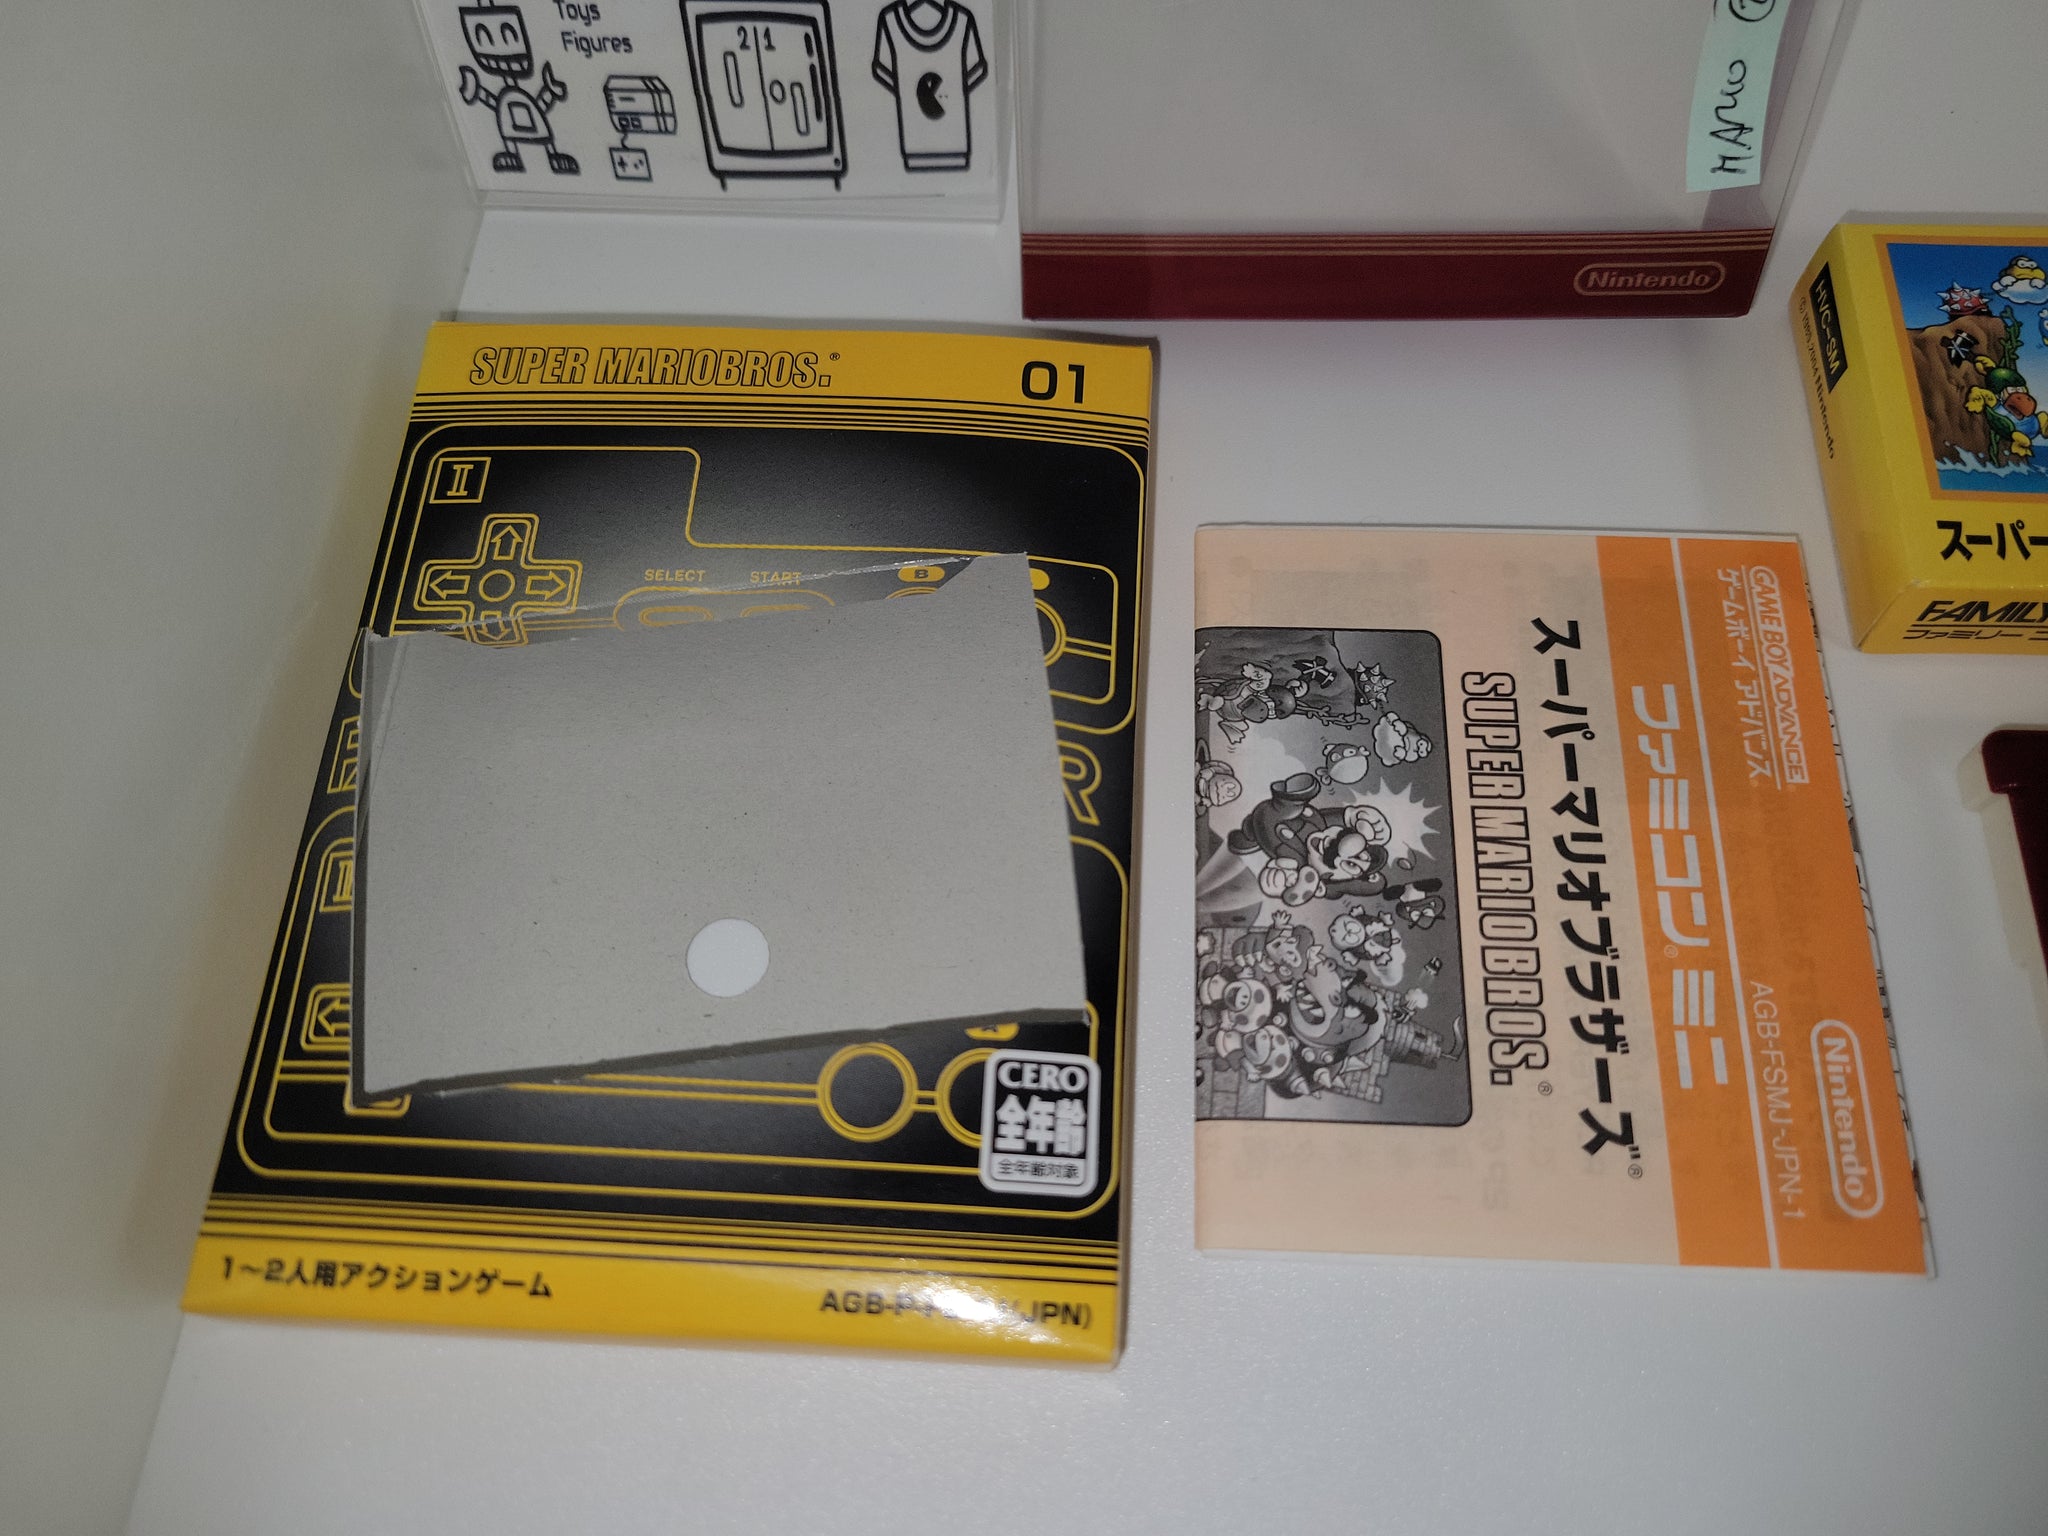 Toys
Figures
2 1
Nintendo®
SUPER MARIOBROS.®
01
II
SELECT
START
B
CERO
全年齢
全年齢対象
1～2人用アクションゲーム
(JPN)
GAME BOY ADVANCE
ゲームボーイ アドバンス
ファミコン®ミニ
AGB-FSMJ-JPN-1
Nintendo®
スーパーマリオブラザーズ®
SUPER MARIOBROS.®
HVC-SM
スーパー
FAMILY
ファミリー コ